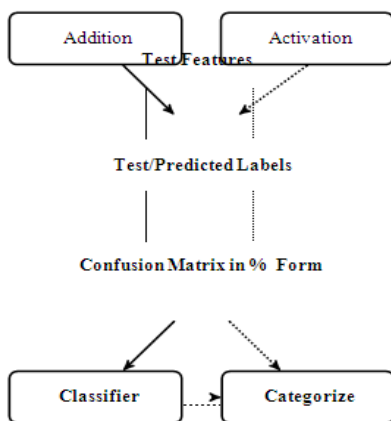 Addition
Activation
Test Features
Test/Predicted Labels
Confusion Matrix in % Form
Classifier
Categorize